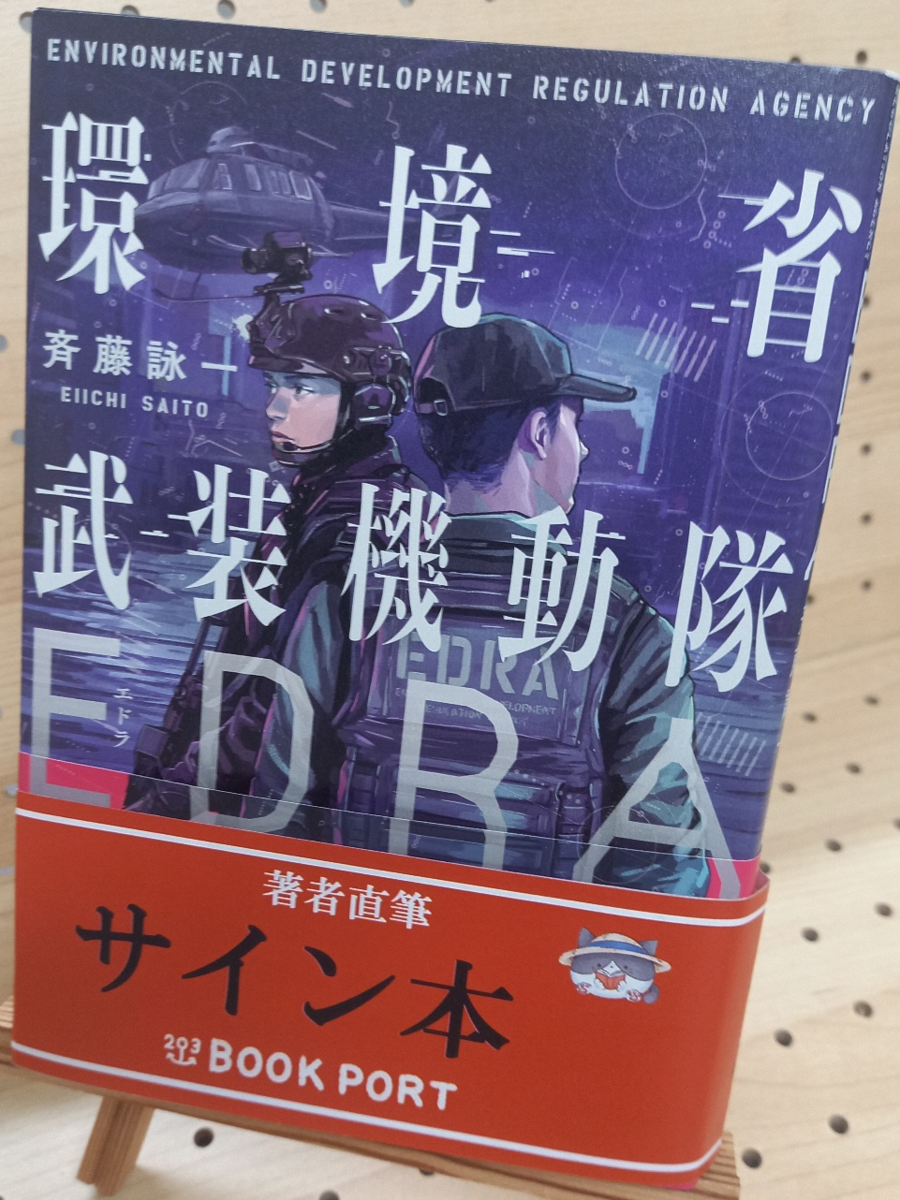 ENVIRONMENTAL DEVELOPMENT REGULATION AGENCY
環境省
斉藤詠一
EIICHI SAITO
武装機動隊
EDRA
エドラ
EDRA
著者直筆
サイン本
203 BOOK PORT